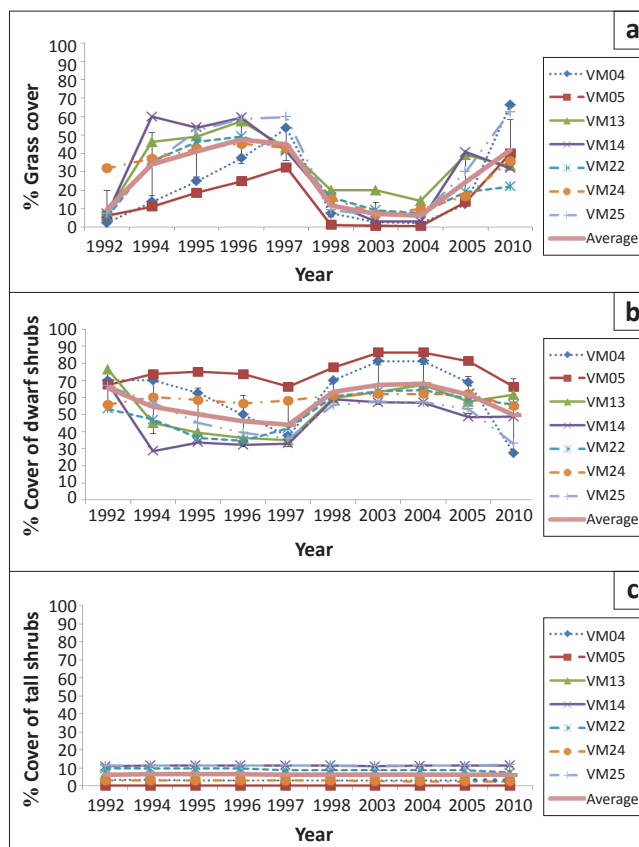 a
% Grass cover
100
90
80
70
60
50
40
30
20
10
0
1992 1994 1995 1996 1997 1998 2003 2004 2005 2010
Year
VM04
VM05
VM13
VM14
VM22
VM24
VM25
Average
b
% Cover of dwarf shrubs
100
90
80
70
60
50
40
30
20
10
0
1992 1994 1995 1996 1997 1998 2003 2004 2005 2010
Year
VM04
VM05
VM13
VM14
VM22
VM24
VM25
Average
c
% Cover of tall shrubs
100
90
80
70
60
50
40
30
20
10
0
1992 1994 1995 1996 1997 1998 2003 2004 2005 2010
Year
VM04
VM05
VM13
VM14
VM22
VM24
VM25
Average